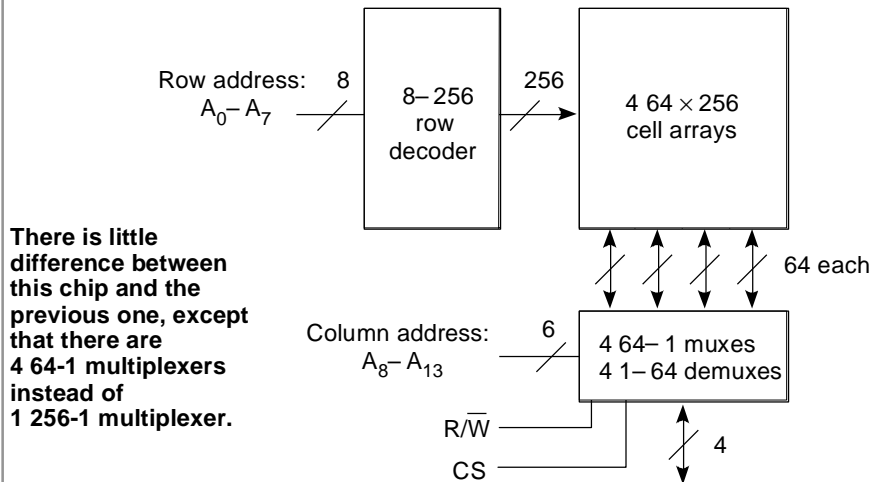 Row address:
A0–A7
8
8–256
row
decoder
256
4 64 × 256
cell arrays
64 each
There is little
difference between
this chip and the
previous one, except
that there are
4 64-1 multiplexers
instead of
1 256-1 multiplexer.
Column address:
A8–A13
6
4 64–1 muxes
4 1–64 demuxes
R/W̅
CS
4